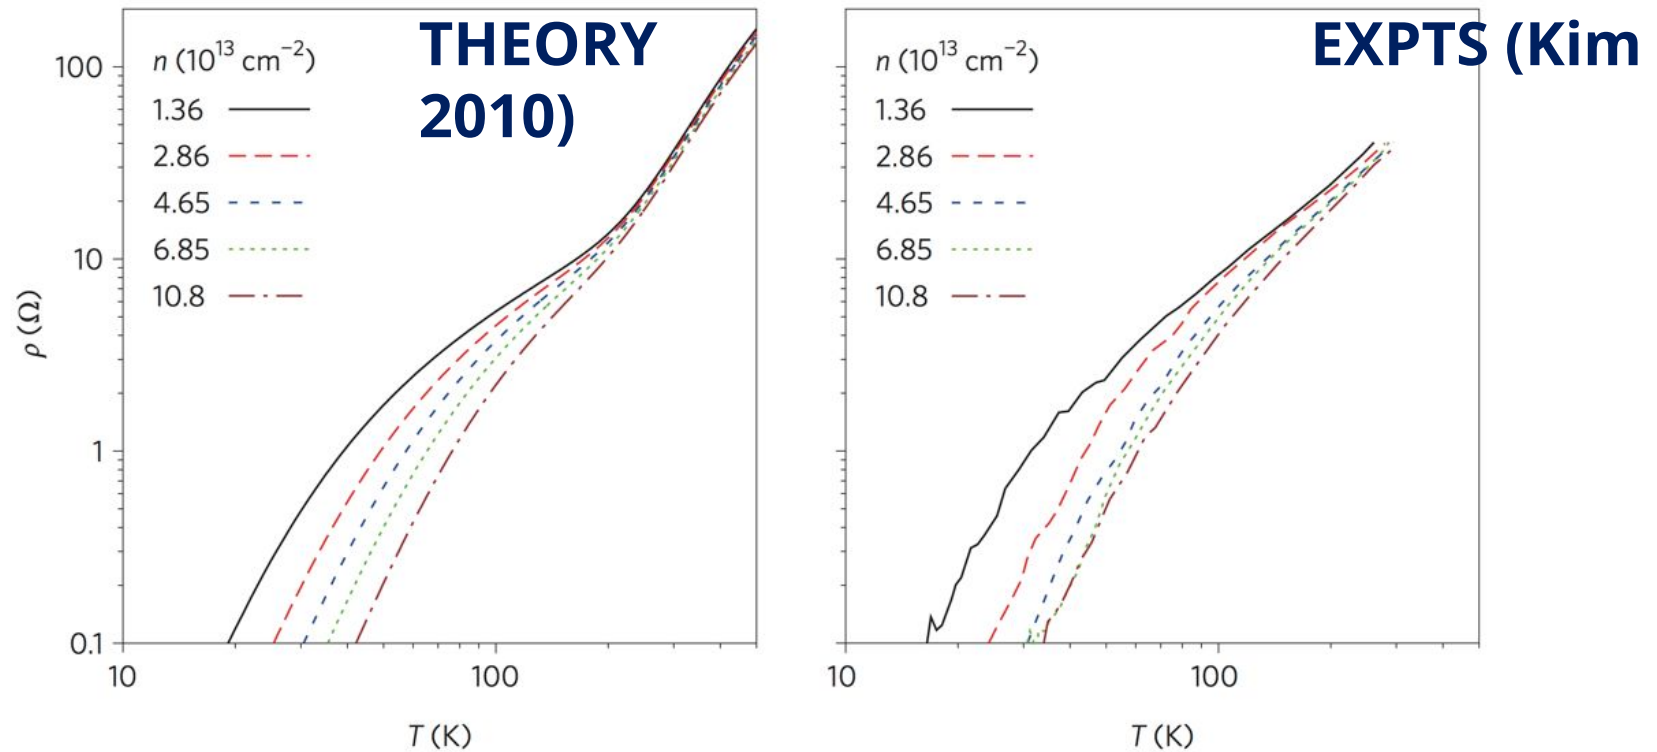 THEORY
2010)
EXPTS (Kim
n (10¹³ cm⁻²)
1.36
2.86
4.65
6.85
10.8
100
10
1
0.1
ρ (Ω)
10
100
T (K)
n (10¹³ cm⁻²)
1.36
2.86
4.65
6.85
10.8
10
100
T (K)